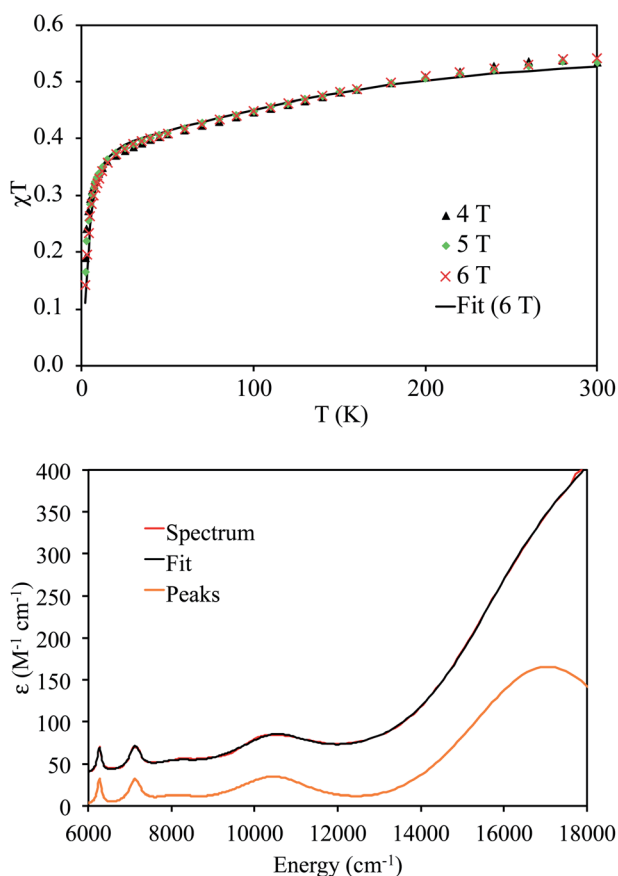 0.6
0.5
0.4
0.3
0.2
0.1
0.0
χT
4 T
5 T
6 T
Fit (6 T)
0 100 200 300
T (K)
400
350
300
250
200
150
100
50
0
ε (M⁻¹ cm⁻¹)
Spectrum
Fit
Peaks
6000 8000 10000 12000 14000 16000 18000
Energy (cm⁻¹)